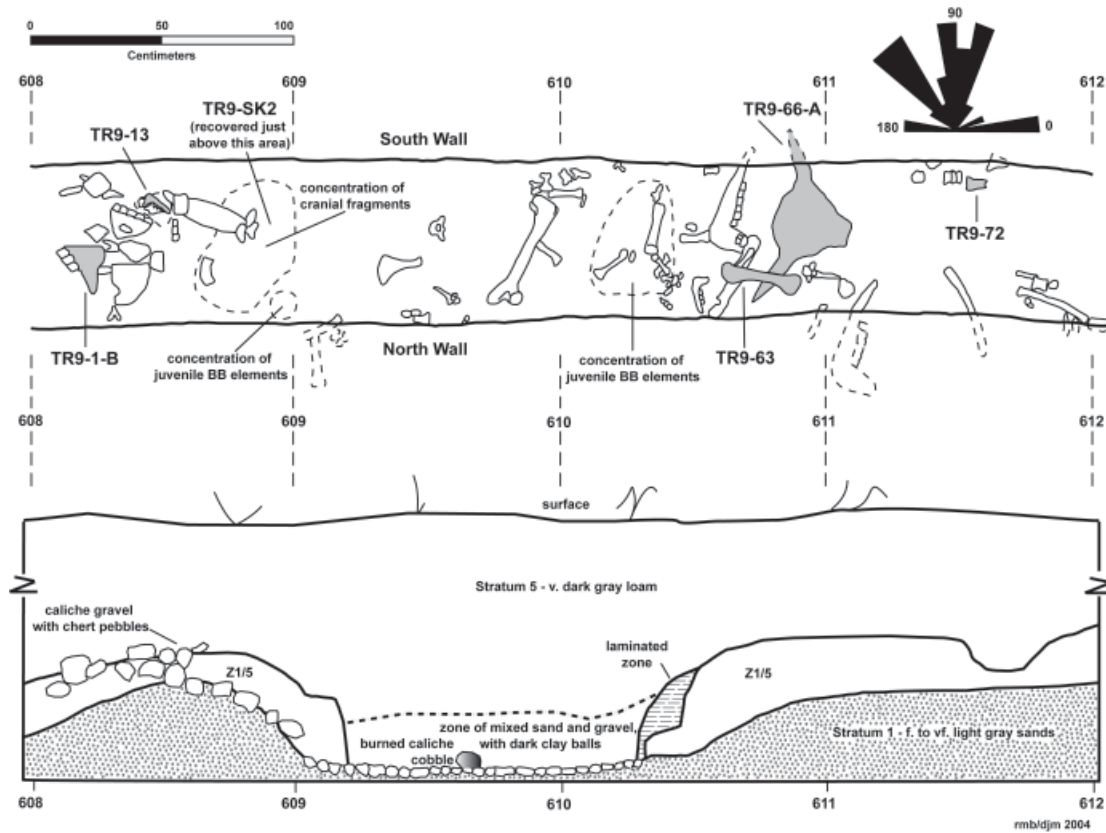 0
50
100
Centimeters
90
180
0
608
609
610
611
612
TR9-13
TR9-SK2
(recovered just
above this area)
South Wall
TR9-66-A
concentration of
cranial fragments
TR9-72
TR9-1-B
concentration of
juvenile BB elements
North Wall
concentration of
juvenile BB elements
TR9-63
608
609
610
611
612
surface
Stratum 5 - v. dark gray loam
N
N
caliche gravel
with chert pebbles
laminated
zone
Z1/5
Z1/5
zone of mixed sand and gravel,
with dark clay balls
burned caliche
cobble
Stratum 1 - f. to vf. light gray sands
608
609
610
611
612
rmb/djm 2004